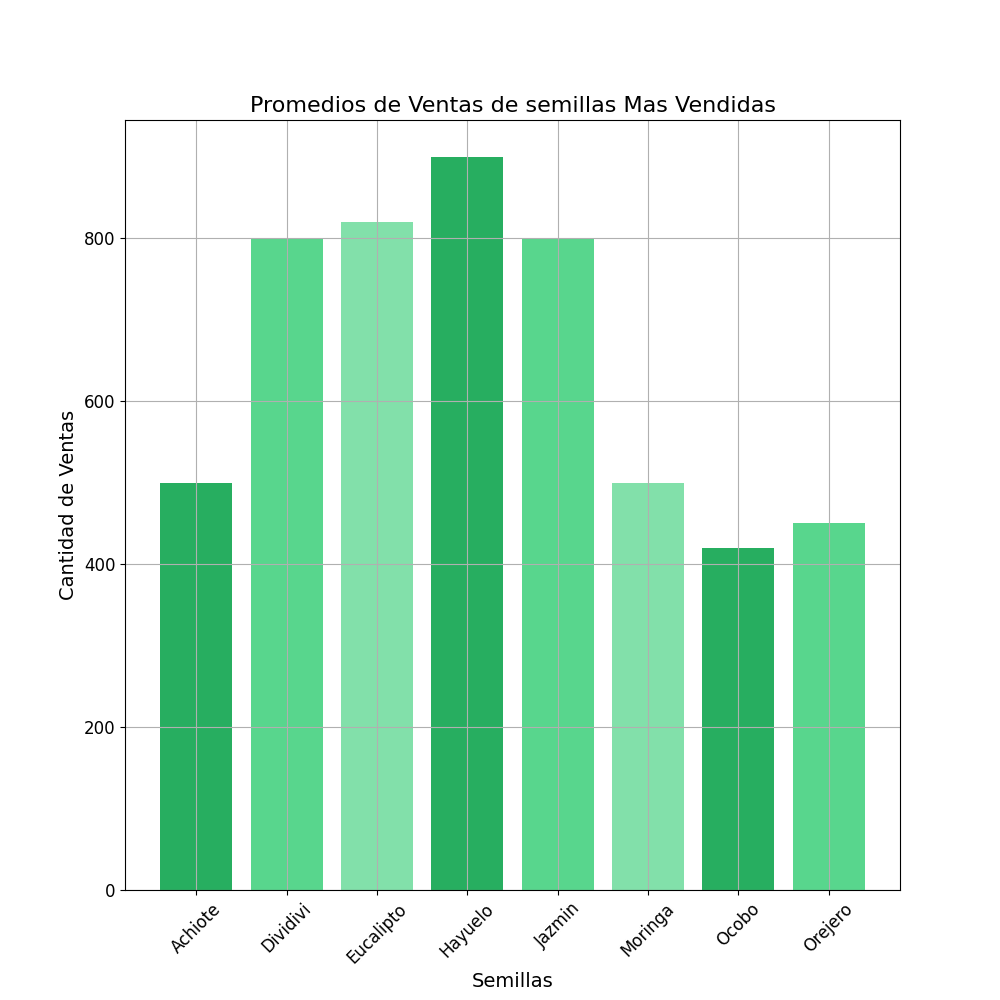 Promedios de Ventas de semillas Mas Vendidas
Cantidad de Ventas
800
600
400
200
0
Achiote
Dividivi
Eucalipto
Hayuelo
Jazmin
Moringa
Ocobo
Orejero
Semillas